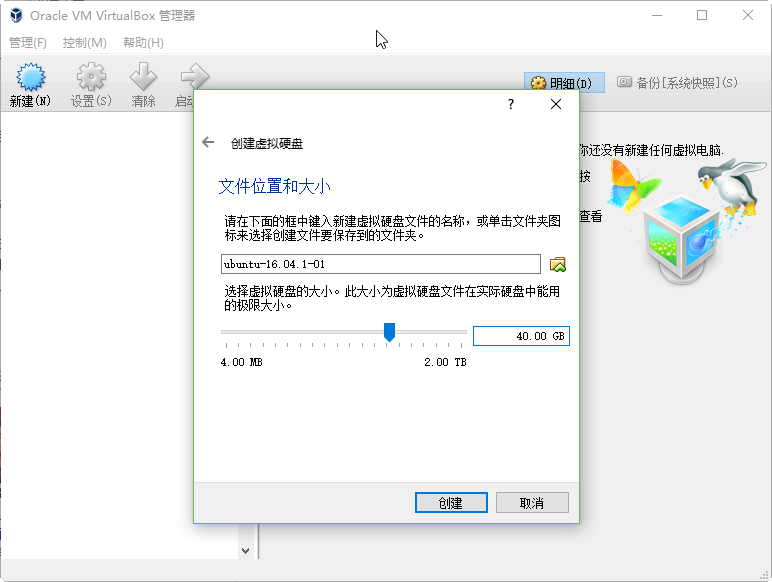 Oracle VM VirtualBox 管理器
管理(F) 控制(M) 帮助(H)
新建(N) 设置(S) 清除 启动
明细(D) 备份[系统快照](S)
你还没有新建任何虚拟电脑.
按
查看
?
创建虚拟硬盘
文件位置和大小
请在下面的框中键入新建虚拟硬盘文件的名称，或单击文件夹图
标来选择创建文件要保存到的文件夹。
ubuntu-16.04.1-01
选择虚拟硬盘的大小。此大小为虚拟硬盘文件在实际硬盘中能用
的极限大小。
40.00 GB
4.00 MB 2.00 TB
创建 取消